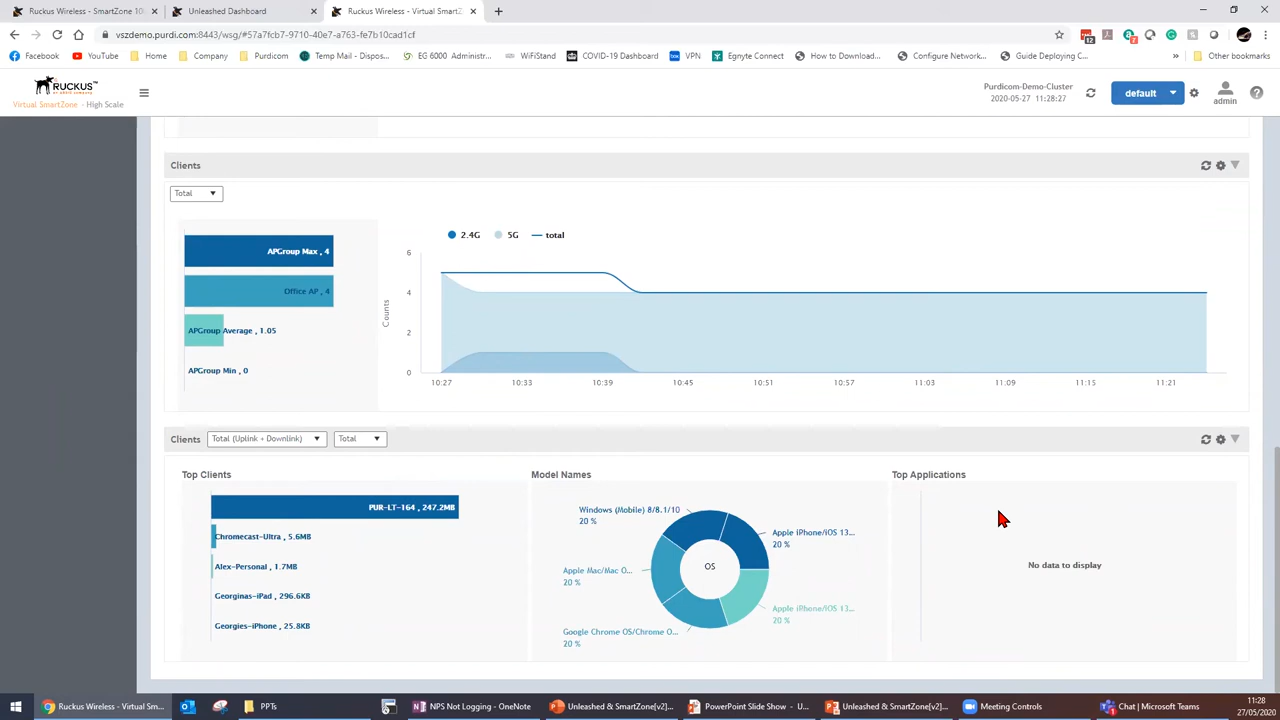 Ruckus Wireless - SmartZone 10
Unleashed Dashboard
Ruckus Wireless - Virtual SmartZ
vszdemo.purdi.com:8443/wsg/#57a7fcb7-9710-40e7-a763-fe7b10cad1cf
Facebook YouTube Home Company Purdicom Temp Mail - Dispos... EG 6000 Administr... WiFiStand COVID-19 Dashboard VPN Egnyte Connect How to Download... Configure Network... Guide Deploying C... » Other bookmarks
RUCKUS™
Virtual SmartZone - High Scale
Purdicom-Demo-Cluster
2020-05-27 11:28:27
default
admin
Clients
Total
2.4G 5G total
APGroup Max , 4
Office AP , 4
APGroup Average , 1.05
APGroup Min , 0
Counts
6
4
2
0
10:27 10:33 10:39 10:45 10:51 10:57 11:03 11:09 11:15 11:21
Clients Total (Uplink + Downlink) Total
Top Clients
PUR-LT-164 , 247.2MB
Chromecast-Ultra , 5.6MB
Alex-Personal , 1.7MB
Georginas-iPad , 296.6KB
Georgies-iPhone , 25.8KB
Model Names
Windows (Mobile) 8/8.1/10
20 %
Apple iPhone/iOS 13...
20 %
OS
Apple Mac/Mac O...
20 %
Apple iPhone/iOS 13...
20 %
Google Chrome OS/Chrome O...
20 %
Top Applications
No data to display
Ruckus Wireless - Virtual Sm...
PPTs
NPS Not Logging - OneNote
Unleashed & SmartZone[v2]...
PowerPoint Slide Show - U...
Unleashed & SmartZone[v2]...
Meeting Controls
Chat | Microsoft Teams
11:28
27/05/2020